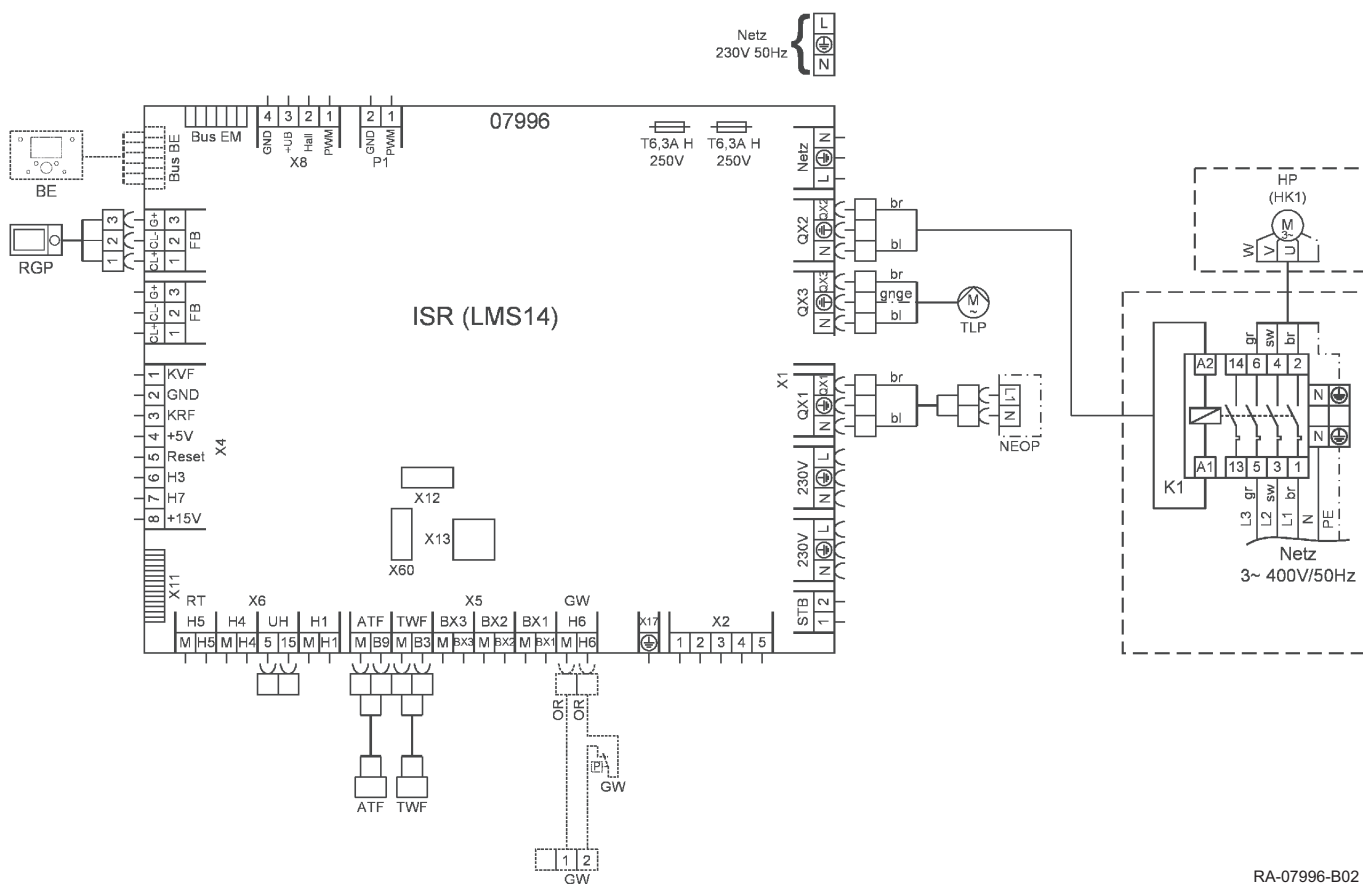 Netz
230V 50Hz
L
N
07996
ISR (LMS14)
Bus EM
4 3 2 1
GND +UB Hall PWM
X8
2 1
GND PWM
P1
T6,3A H
250V
T6,3A H
250V
BE
Bus BE
RGP
3 2 1
G+ 3
CL- 2
CL+ 1
FB
G+ 3
CL- 2
CL+ 1
FB
1 KVF
2 GND
3 KRF
4 +5V
5 Reset
6 H3
7 H7
8 +15V
X4
X11
X12
X60
X13
Netz
N
L
QX2
QX2
N
br
bl
QX3
QX3
N
br
gnge
bl
M
~
TLP
X1
QX1
QX1
N
br
bl
L1
N
NEOP
230V
L
N
230V
L
N
STB
2
1
HP
(HK1)
M
3~
W V U
gr sw br
A2 14 6 4 2
N
N
A1 13 5 3 1
K1
gr sw br
L3 L2 L1 N PE
Netz
3~ 400V/50Hz
RT X6 X5 GW
H5 H4 UH H1 ATF TWF BX3 BX2 BX1 H6 X17 X2
M H5 M H4 5 15 M H1 M B9 M B3 M BX3 M BX2 M BX1 M H6 1 2 3 4 5
OR OR
P
GW
ATF TWF
1 2
GW
RA-07996-B02